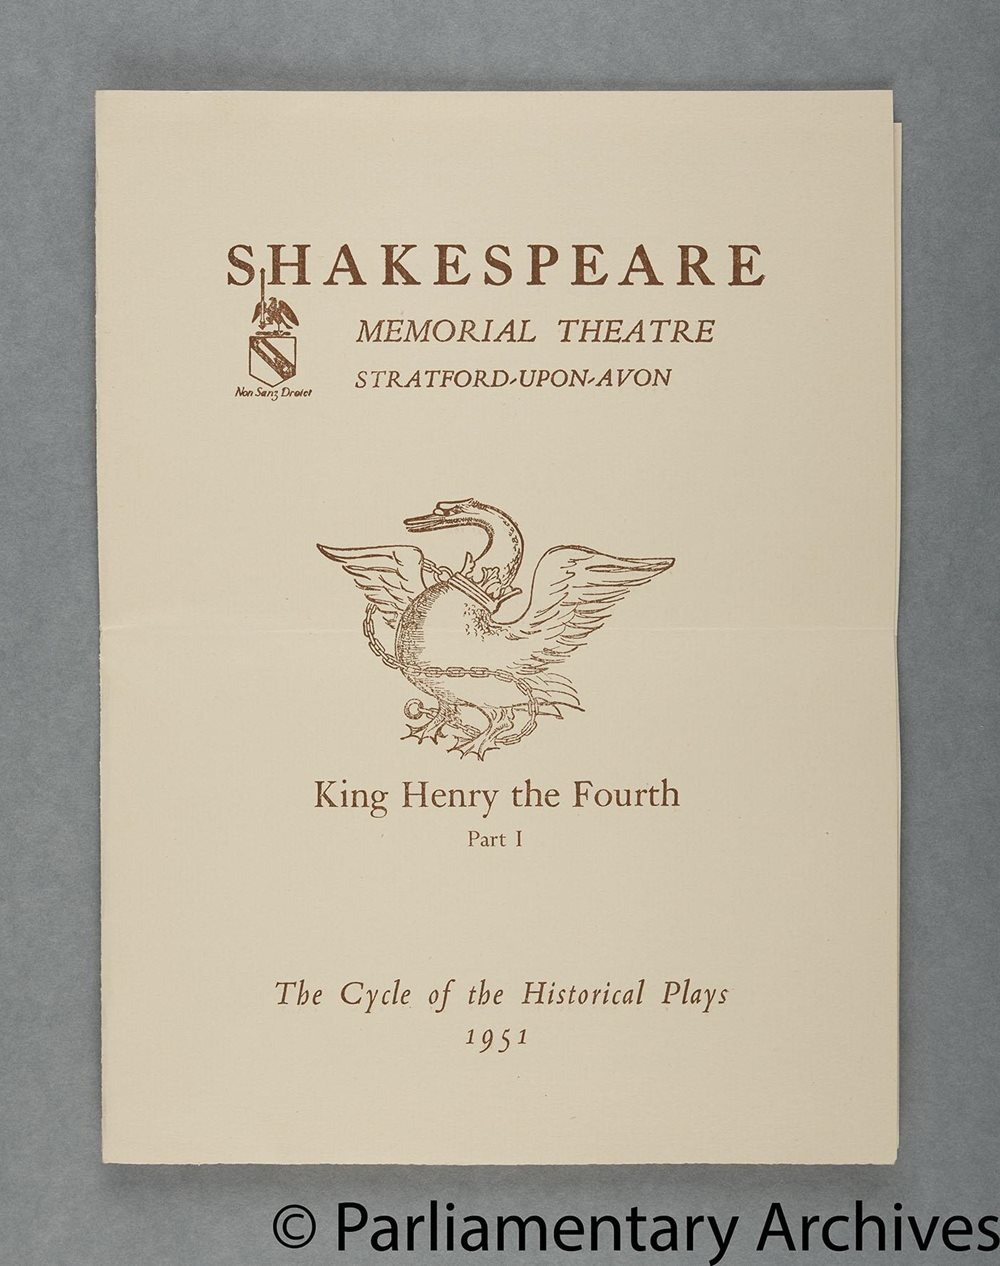 SHAKESPEARE
MEMORIAL THEATRE
STRATFORD-UPON-AVON
Non Sanz Droict
King Henry the Fourth
Part I
The Cycle of the Historical Plays
1951
© Parliamentary Archives